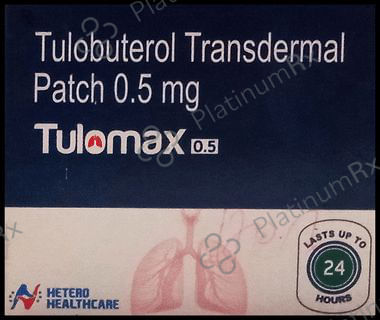 Tulobuterol Transdermal
Patch 0.5 mg
Tulomax 0.5
LASTS UP TO
24
HOURS
HETERO
HEALTHCARE
PlatinumRx
PlatinumRx
PlatinumRx
PlatinumRx